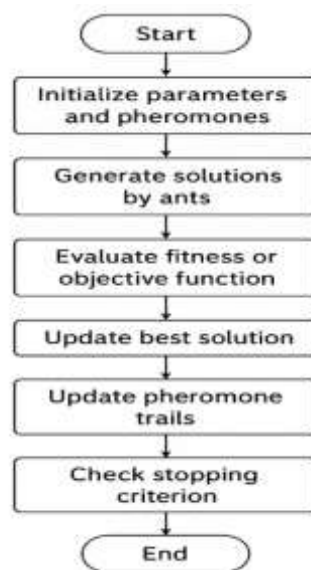 Start
Initialize parameters
and pheromones
Generate solutions
by ants
Evaluate fitness or
objective function
Update best solution
Update pheromone
trails
Check stopping
criterion
End